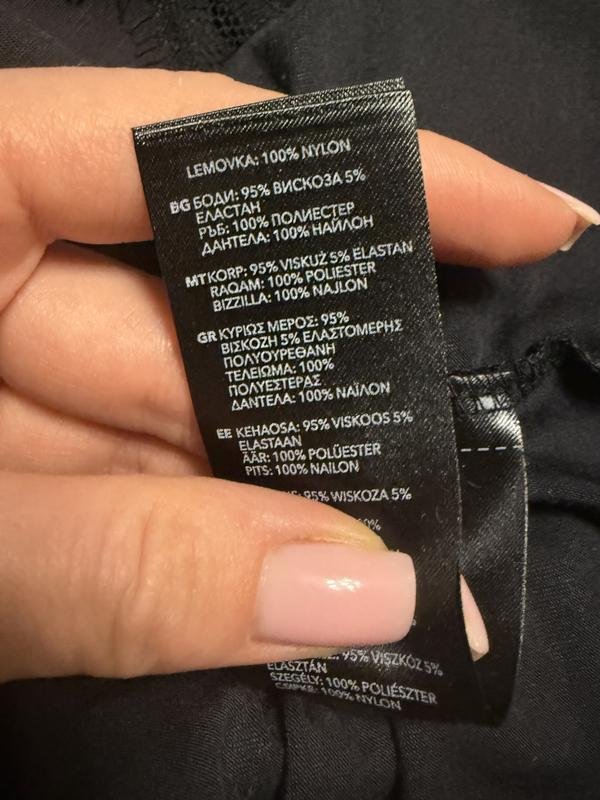 LEMOVKA: 100% NYLON
BG БОДИ: 95% ВИСКОЗА 5%
ЕЛАСТАН
РЪБ: 100% ПОЛИЕСТЕР
ДАНТЕЛА: 100% НАЙЛОН
MT KORP: 95% VISKUŻ 5% ELASTAN
RAQAM: 100% POLIESTER
BIZZILLA: 100% NAJLON
GR ΚΥΡΙΩΣ ΜΕΡΟΣ: 95%
ΒΙΣΚΟΖΗ 5% ΕΛΑΣΤΟΜΕΡΗΣ
ΠΟΛΥΟΥΡΕΘΑΝΗ
ΤΕΛΕΙΩΜΑ: 100%
ΠΟΛΥΕΣΤΕΡΑΣ
ΔΑΝΤΕΛΑ: 100% ΝΑΪΛΟΝ
EE KEHAOSA: 95% VISKOOS 5%
ELASTAAN
ÄÄR: 100% POLÜESTER
PITS: 100% NAILON
95% WISKOZA 5%
95% VISZKÓZ 5%
ELASZTÁN
SZEGÉLY: 100% POLIÉSZTER
CSIPKE: 100% NYLON